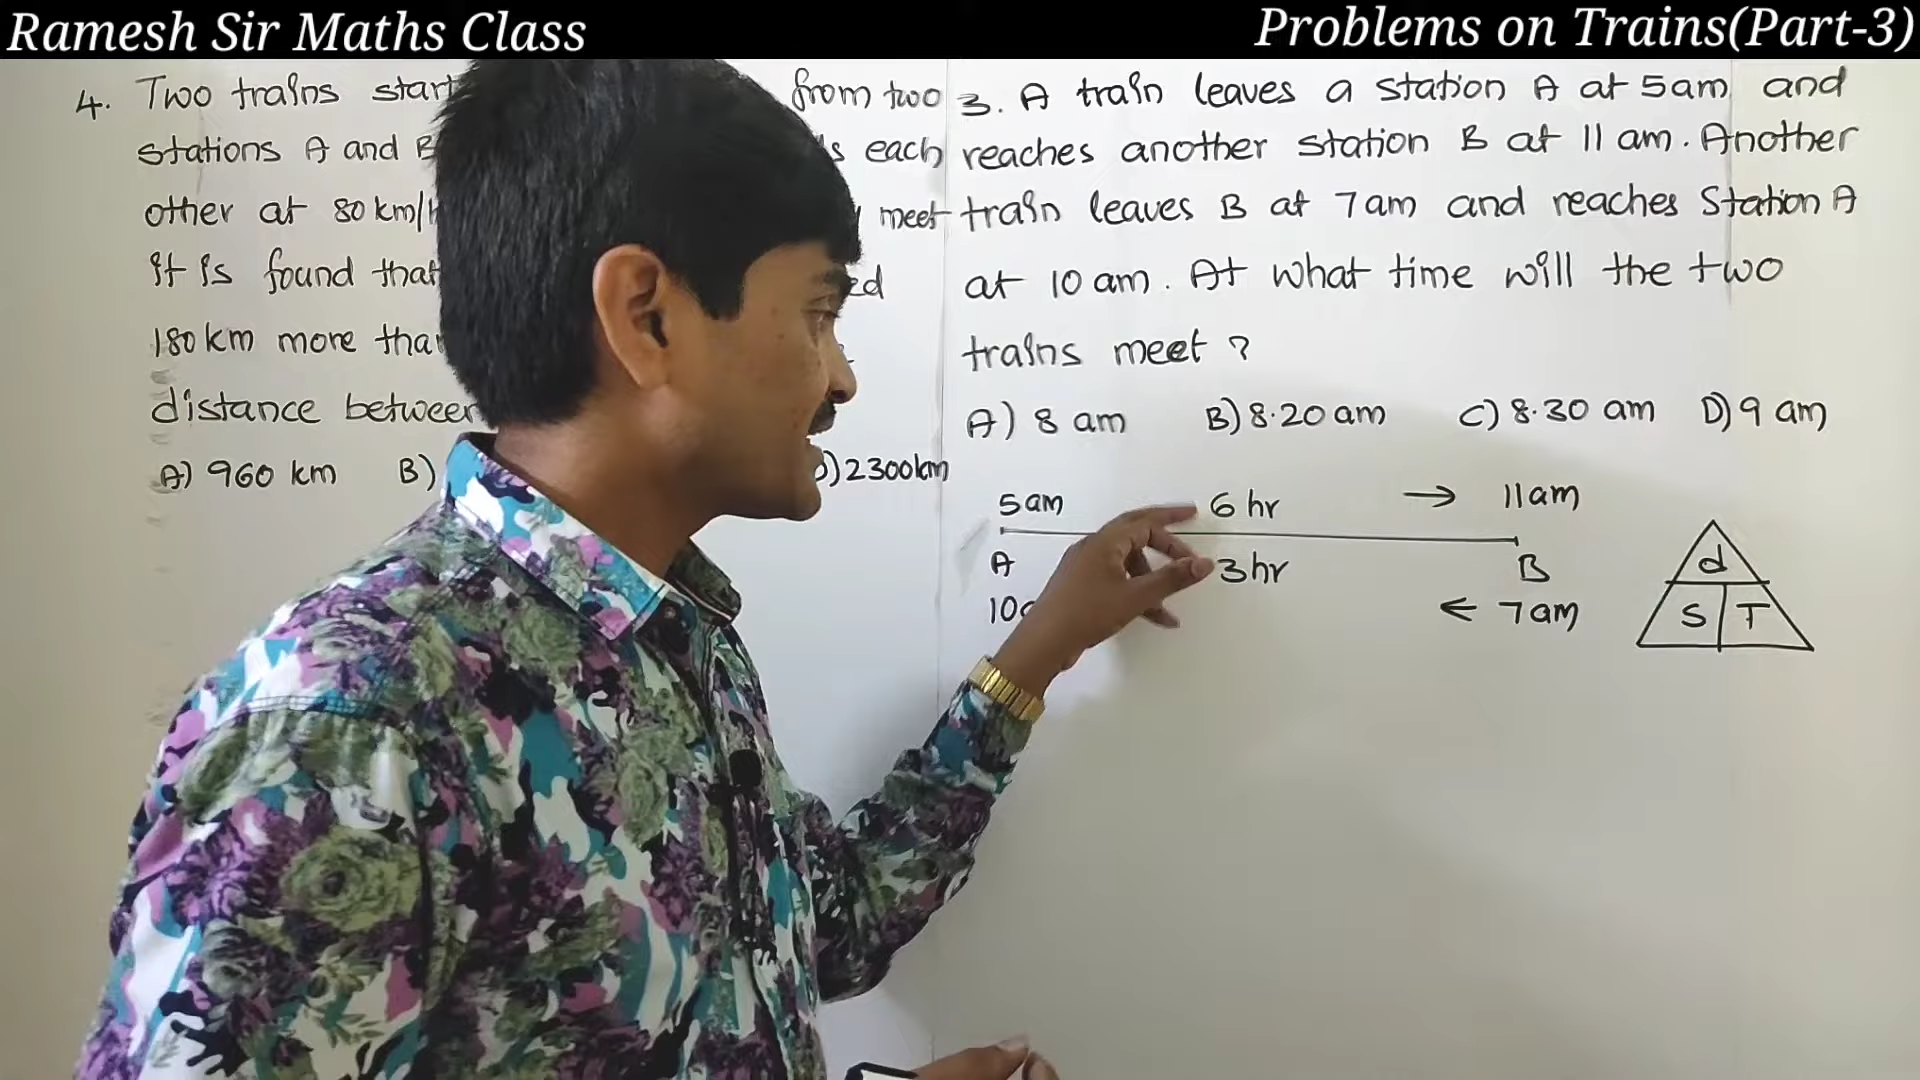 Ramesh Sir Maths Class
Problems on Trains(Part-3)
4. Two trains start from two
stations A and B each
other at 80 km/h meet
it is found that
180 km more
distance between
A) 960 km B) D) 2300km
3. A train leaves a station A at 5am and
reaches another station B at 11 am. Another
train leaves B at 7am and reaches Station A
at 10 am. At what time will the two
trains meet ?
A) 8 am B) 8.20 am C) 8.30 am D) 9 am
5am 6 hr → 11am
A 3hr B
← 7am
d
S T